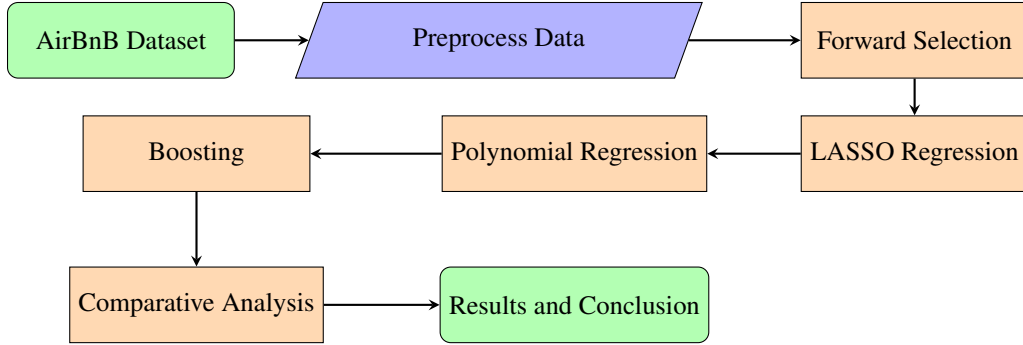 AirBnB Dataset
Preprocess Data
Forward Selection
Boosting
Polynomial Regression
LASSO Regression
Comparative Analysis
Results and Conclusion